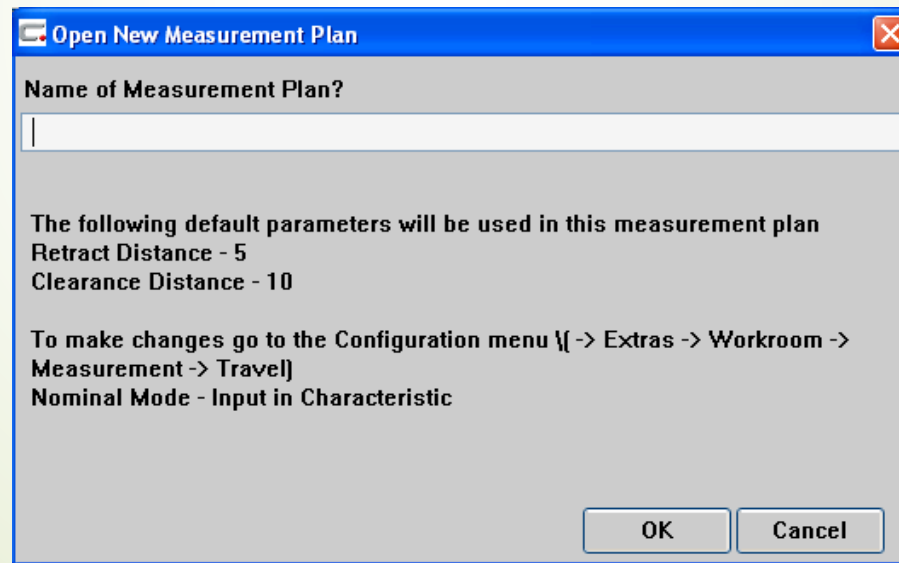 Open New Measurement Plan
Name of Measurement Plan?
The following default parameters will be used in this measurement plan
Retract Distance - 5
Clearance Distance - 10
To make changes go to the Configuration menu \( -> Extras -> Workroom ->
Measurement -> Travel)
Nominal Mode - Input in Characteristic
OK Cancel